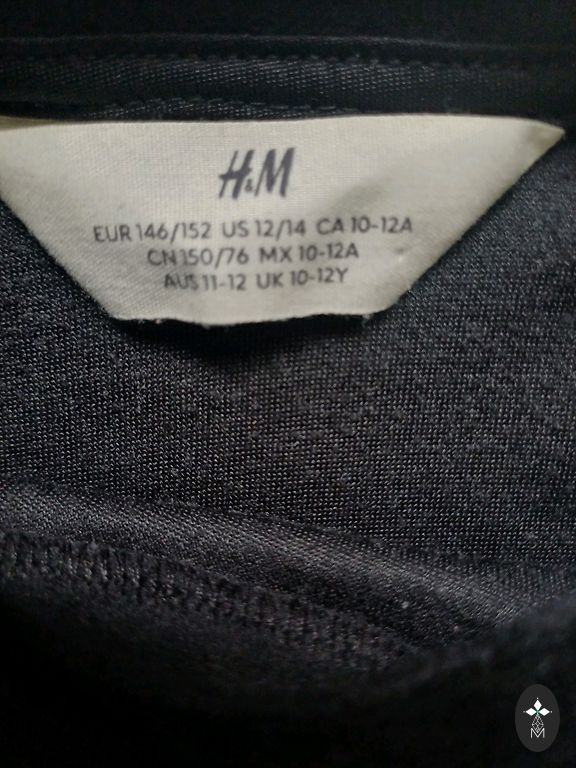 H&M
EUR 146/152 US 12/14 CA 10-12A
CN 150/76 MX 10-12A
AUS 11-12 UK 10-12Y
M